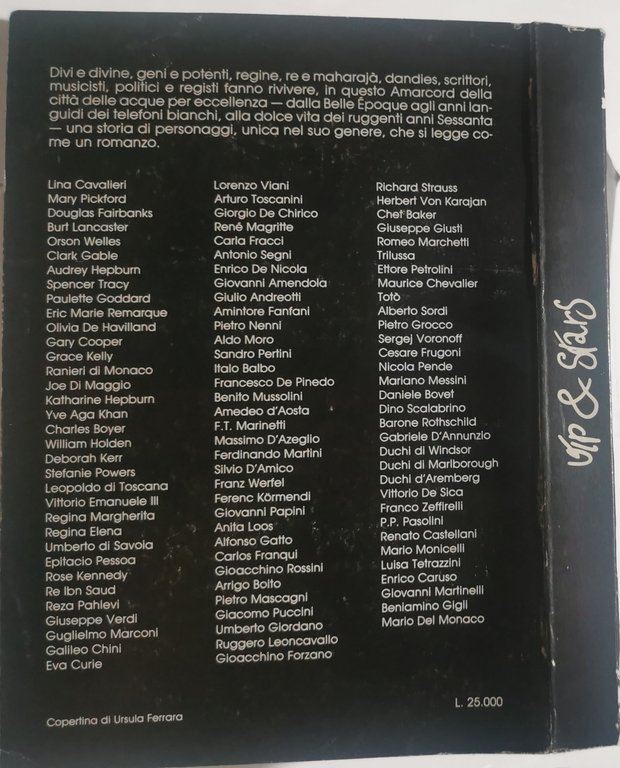 Divi e divine, geni e potenti, regine, re e maharajà, dandies, scrittori,
musicisti, politici e registi fanno rivivere, in questo Amarcord della
città delle acque per eccellenza — dalla Belle Époque agli anni lan-
guidi dei telefoni bianchi, alla dolce vita dei ruggenti anni Sessanta
— una storia di personaggi, unica nel suo genere, che si legge co-
me un romanzo.
Lina Cavalieri
Mary Pickford
Douglas Fairbanks
Burt Lancaster
Orson Welles
Clark Gable
Audrey Hepburn
Spencer Tracy
Paulette Goddard
Eric Marie Remarque
Olivia De Havilland
Gary Cooper
Grace Kelly
Ranieri di Monaco
Joe Di Maggio
Katharine Hepburn
Yve Aga Khan
Charles Boyer
William Holden
Deborah Kerr
Stefanie Powers
Leopoldo di Toscana
Vittorio Emanuele III
Regina Margherita
Regina Elena
Umberto di Savoia
Epitacio Pessoa
Rose Kennedy
Re Ibn Saud
Reza Pahlevi
Giuseppe Verdi
Guglielmo Marconi
Galileo Chini
Eva Curie
Lorenzo Viani
Arturo Toscanini
Giorgio De Chirico
René Magritte
Carla Fracci
Antonio Segni
Enrico De Nicola
Giovanni Amendola
Giulio Andreotti
Amintore Fanfani
Pietro Nenni
Aldo Moro
Sandro Pertini
Italo Balbo
Francesco De Pinedo
Benito Mussolini
Amedeo d'Aosta
F.T. Marinetti
Massimo D'Azeglio
Ferdinando Martini
Silvio D'Amico
Franz Werfel
Ferenc Körmendi
Giovanni Papini
Anita Loos
Alfonso Gatto
Carlos Franqui
Gioacchino Rossini
Arrigo Boito
Pietro Mascagni
Giacomo Puccini
Umberto Giordano
Ruggero Leoncavallo
Gioacchino Forzano
Richard Strauss
Herbert Von Karajan
Chet Baker
Giuseppe Giusti
Romeo Marchetti
Trilussa
Ettore Petrolini
Maurice Chevalier
Totò
Alberto Sordi
Pietro Grocco
Sergej Voronoff
Cesare Frugoni
Nicola Pende
Mariano Messini
Daniele Bovet
Dino Scalabrino
Barone Rothschild
Gabriele D'Annunzio
Duchi di Windsor
Duchi di Marlborough
Duchi d'Aremberg
Vittorio De Sica
Franco Zeffirelli
P.P. Pasolini
Renato Castellani
Mario Monicelli
Luisa Tetrazzini
Enrico Caruso
Giovanni Martinelli
Beniamino Gigli
Mario Del Monaco
L. 25.000
Copertina di Ursula Ferrara
vip & stars